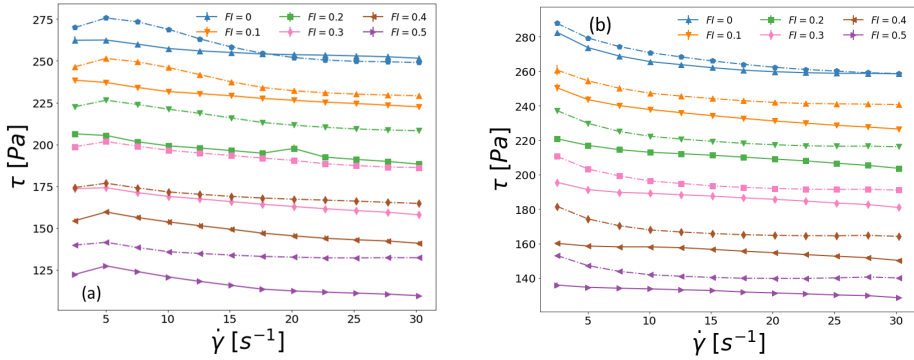 FI = 0 FI = 0.2 FI = 0.4
FI = 0.1 FI = 0.3 FI = 0.5
275
250
225
200
175
150
125
τ [Pa]
(a)
5 10 15 20 25 30
γ̇ [s⁻¹]
(b)
FI = 0 FI = 0.2 FI = 0.4
FI = 0.1 FI = 0.3 FI = 0.5
280
260
240
220
200
180
160
140
τ [Pa]
5 10 15 20 25 30
γ̇ [s⁻¹]